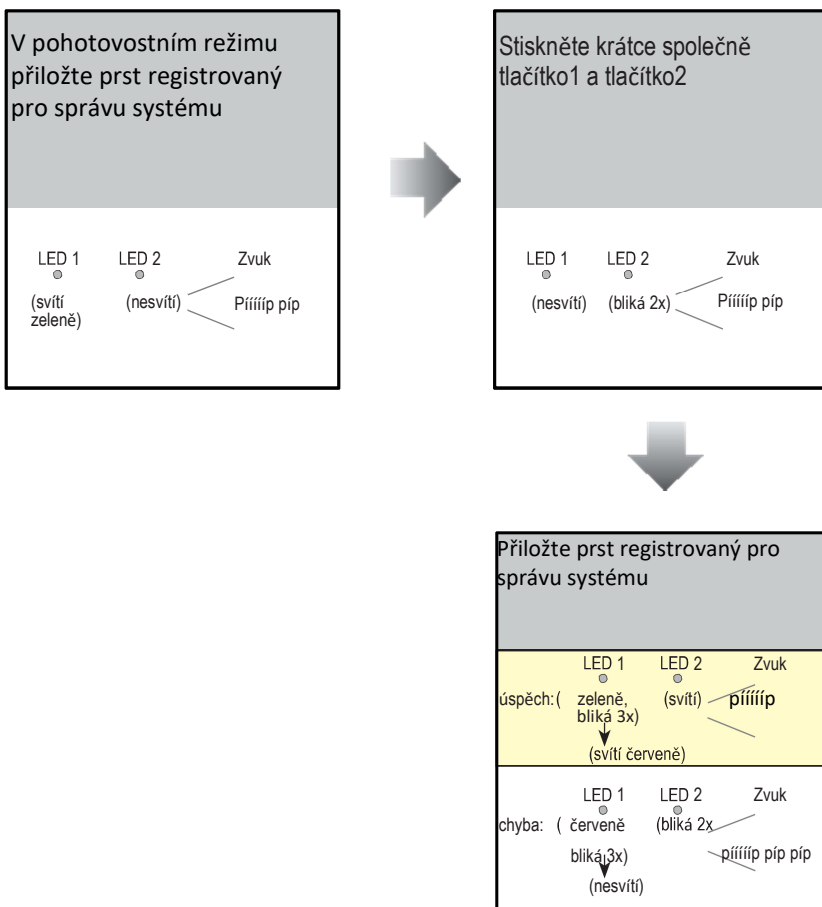 V pohotovostním režimu
přiložte prst registrovaný
pro správu systému
LED 1 LED 2 Zvuk
(svítí (nesvítí) Píííííp píp
zeleně)
Stiskněte krátce společně
tlačítko1 a tlačítko2
LED 1 LED 2 Zvuk
(nesvítí) (bliká 2x) Píííííp píp
Přiložte prst registrovaný pro
správu systému
LED 1 LED 2 Zvuk
úspěch: ( zeleně, (svítí) píííííp
bliká 3x)
(svítí červeně)
LED 1 LED 2 Zvuk
chyba: ( červeně (bliká 2x
bliká 3x) píííííp píp píp
(nesvítí)